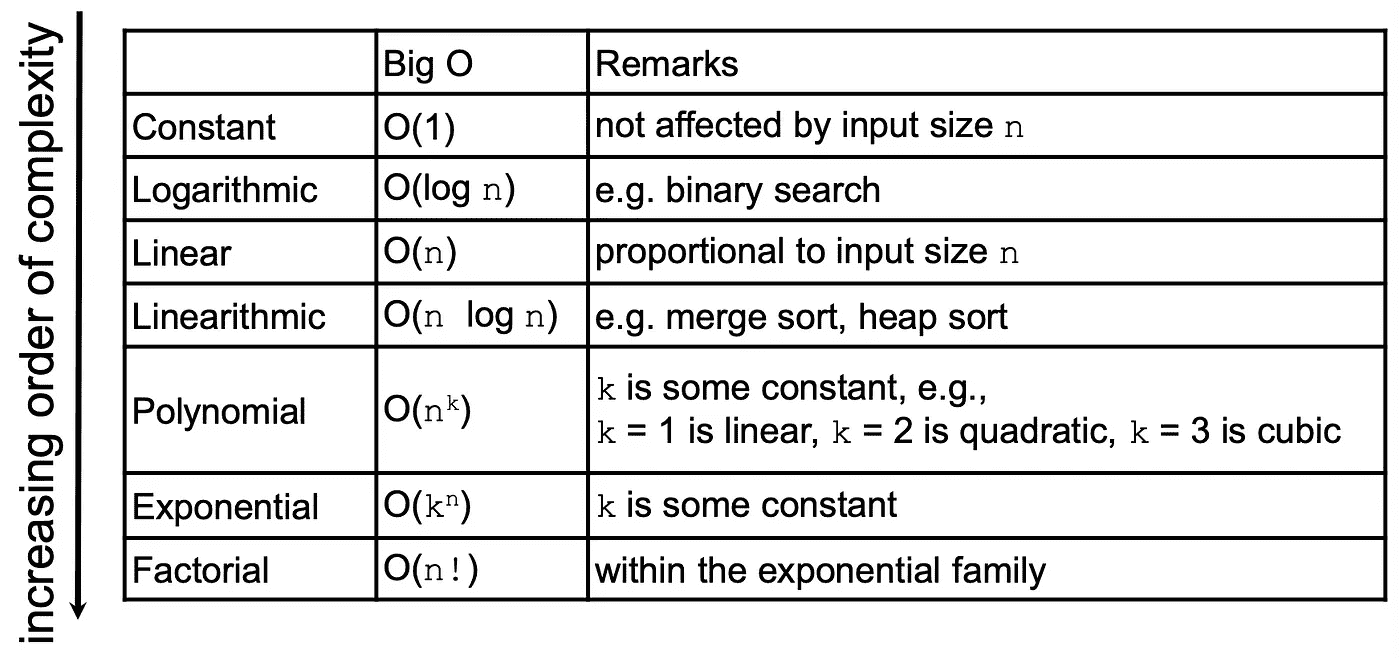 increasing order of complexity
Big O Remarks
Constant O(1) not affected by input size n
Logarithmic O(log n) e.g. binary search
Linear O(n) proportional to input size n
Linearithmic O(n log n) e.g. merge sort, heap sort
Polynomial O(nᵏ) k is some constant, e.g.,
k = 1 is linear, k = 2 is quadratic, k = 3 is cubic
Exponential O(kⁿ) k is some constant
Factorial O(n!) within the exponential family